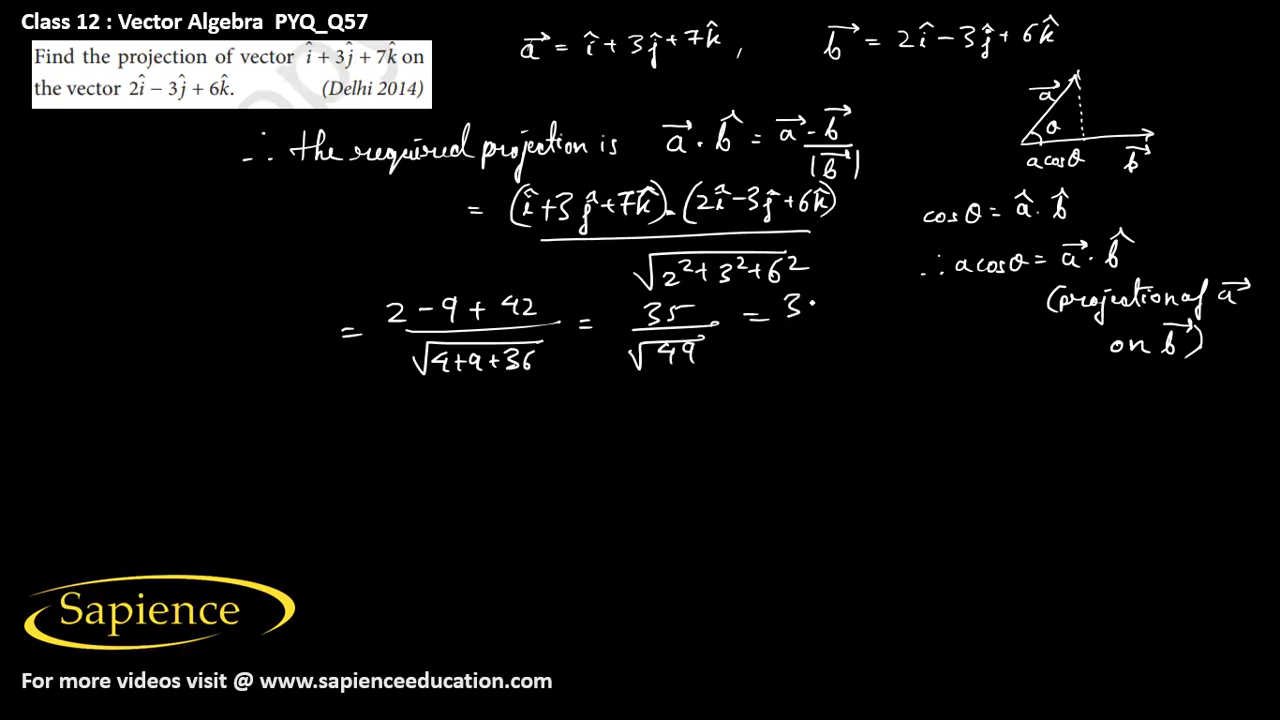 Class 12 : Vector Algebra PYQ_Q57
Find the projection of vector î + 3ĵ + 7k̂ on
the vector 2î − 3ĵ + 6k̂. (Delhi 2014)
a⃗ = î + 3ĵ + 7k̂ , b⃗ = 2î − 3ĵ + 6k̂
∴ the required projection is a⃗ · b̂ = a⃗ · b⃗ / |b⃗|
= (î + 3ĵ + 7k̂) . (2î − 3ĵ + 6k̂) / √(2² + 3² + 6²)
= (2 − 9 + 42) / √(4 + 9 + 36) = 35 / √49 = 3
a⃗
θ
a cosθ b⃗
cosθ = â · b̂
∴ a cosθ = a⃗ · b̂
(projection of a⃗
on b⃗)
Sapience
For more videos visit @ www.sapienceeducation.com